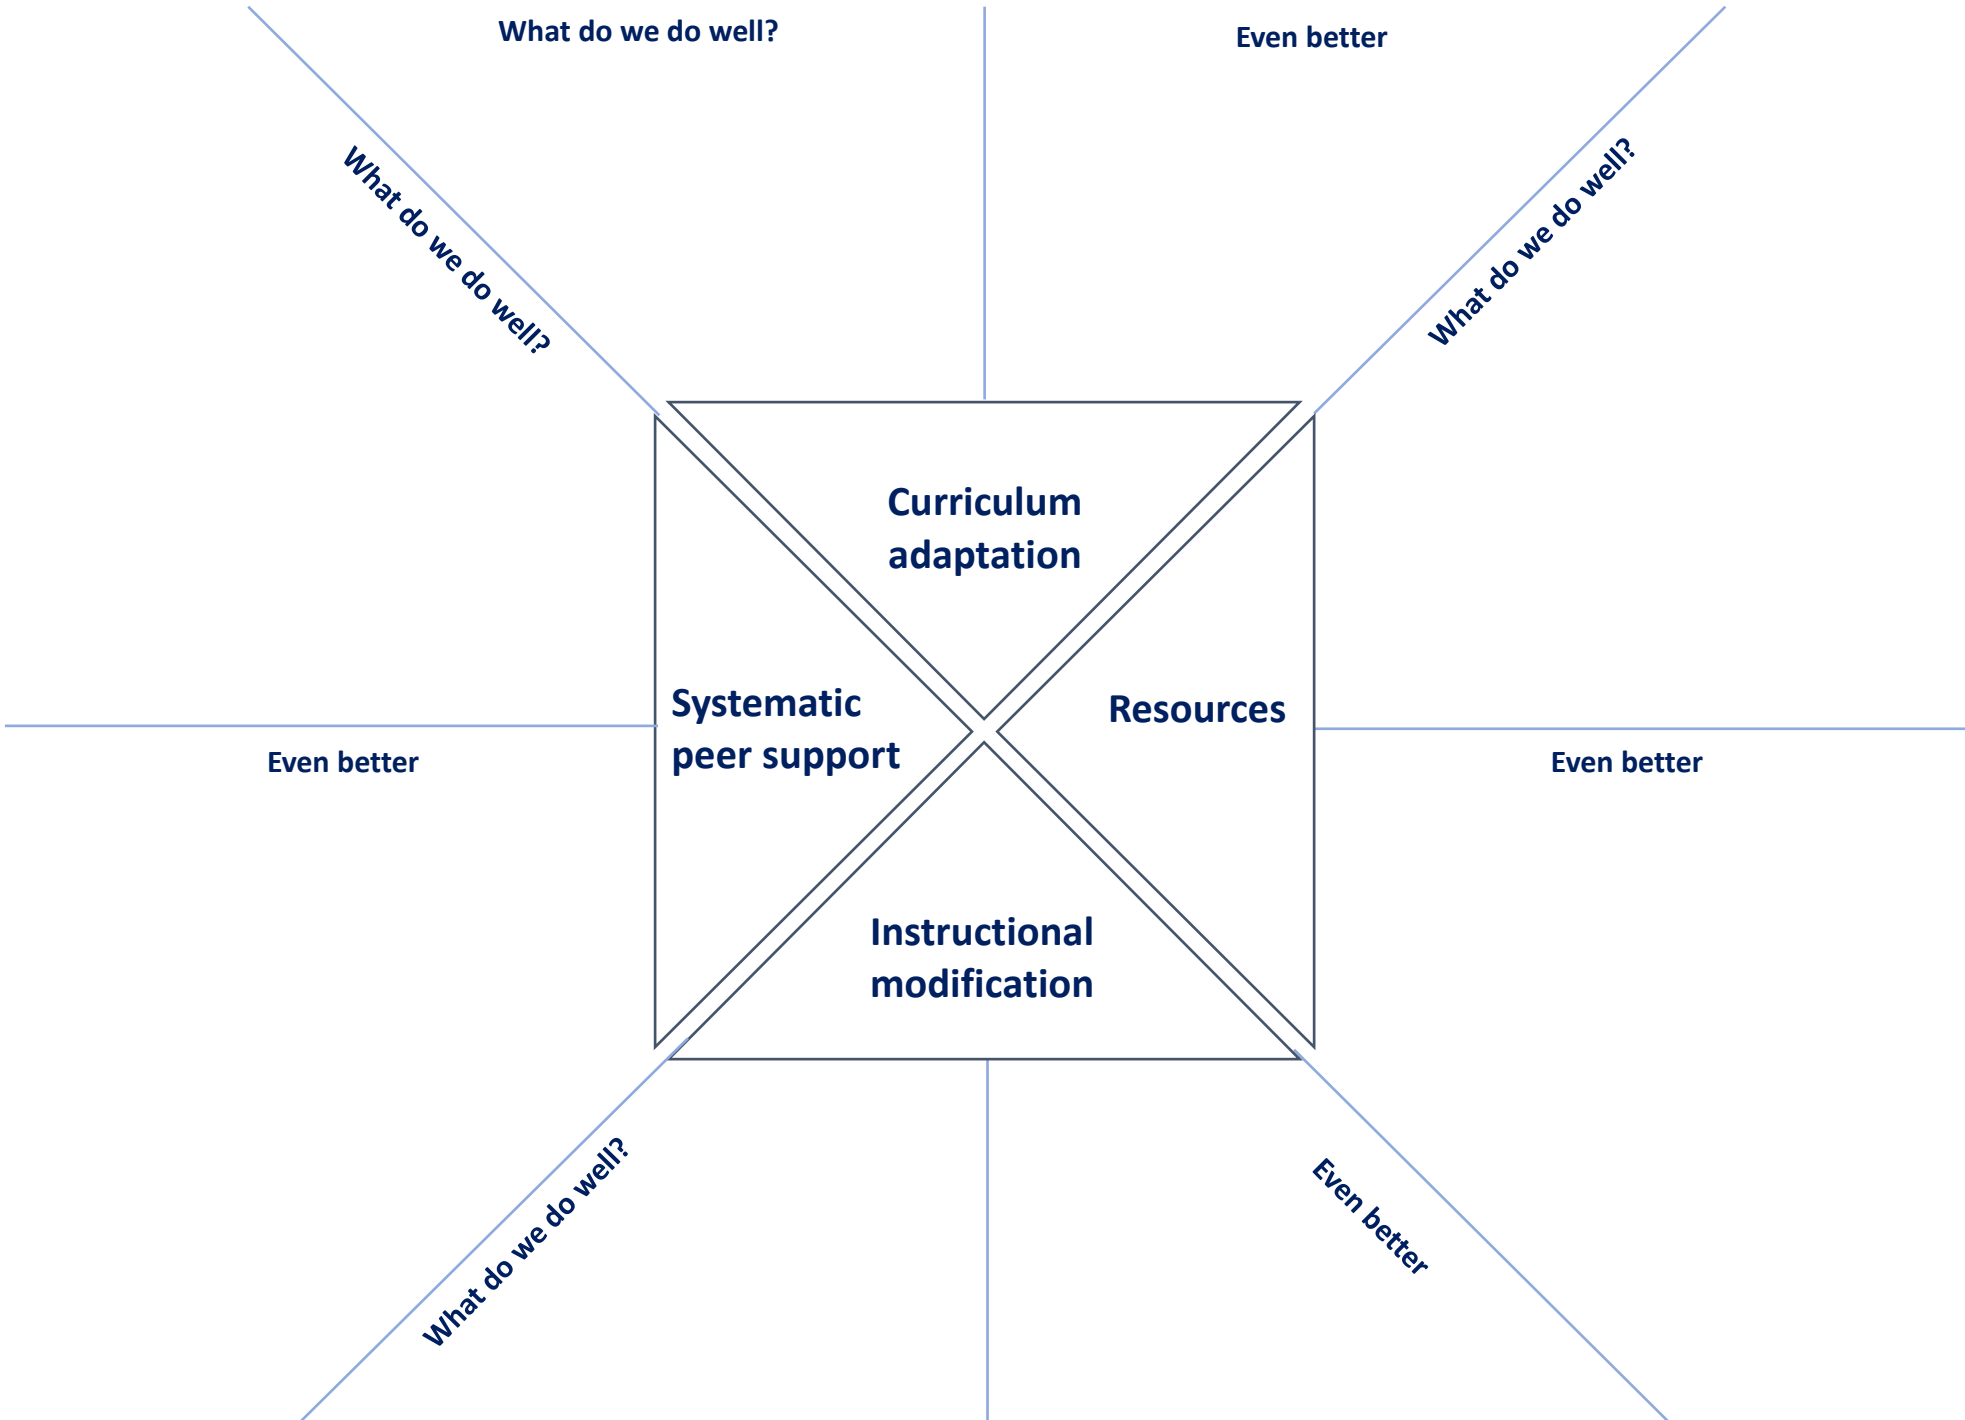 What do we do well?
Even better
What do we do well?
What do we do well?
Curriculum
adaptation
Systematic
peer support
Resources
Even better
Even better
Instructional
modification
What do we do well?
Even better